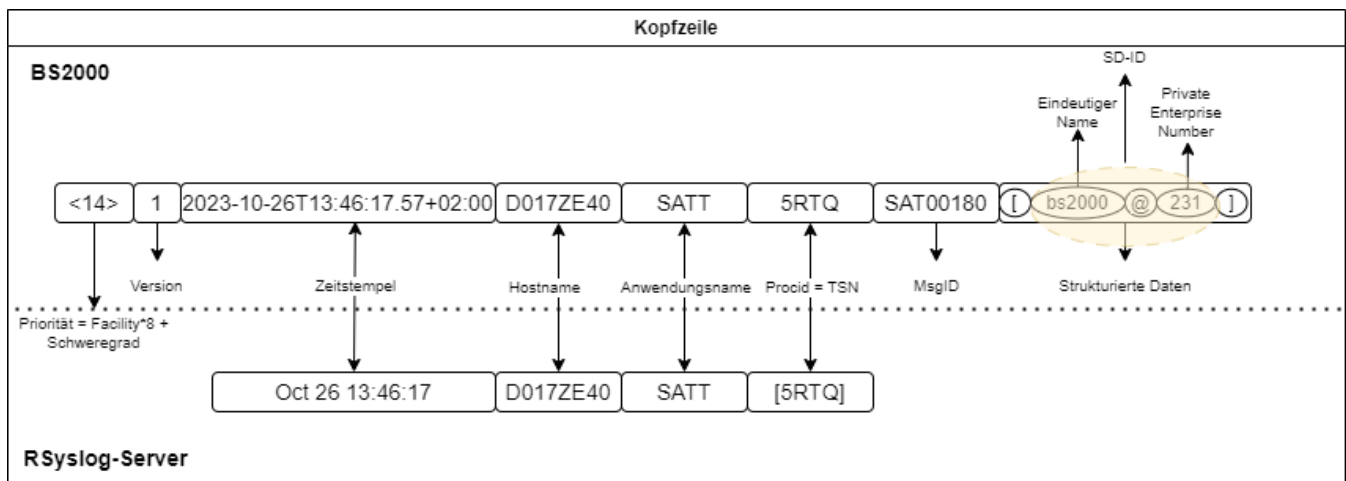 Kopfzeile
BS2000
SD-ID
Eindeutiger
Name
Private
Enterprise
Number
<14> 1 2023-10-26T13:46:17.57+02:00 D017ZE40 SATT 5RTQ SAT00180 [ bs2000 @ 231 ]
Version Zeitstempel Hostname Anwendungsname Procid = TSN MsgID Strukturierte Daten
Priorität = Facility*8 +
Schweregrad
Oct 26 13:46:17 D017ZE40 SATT [5RTQ]
RSyslog-Server